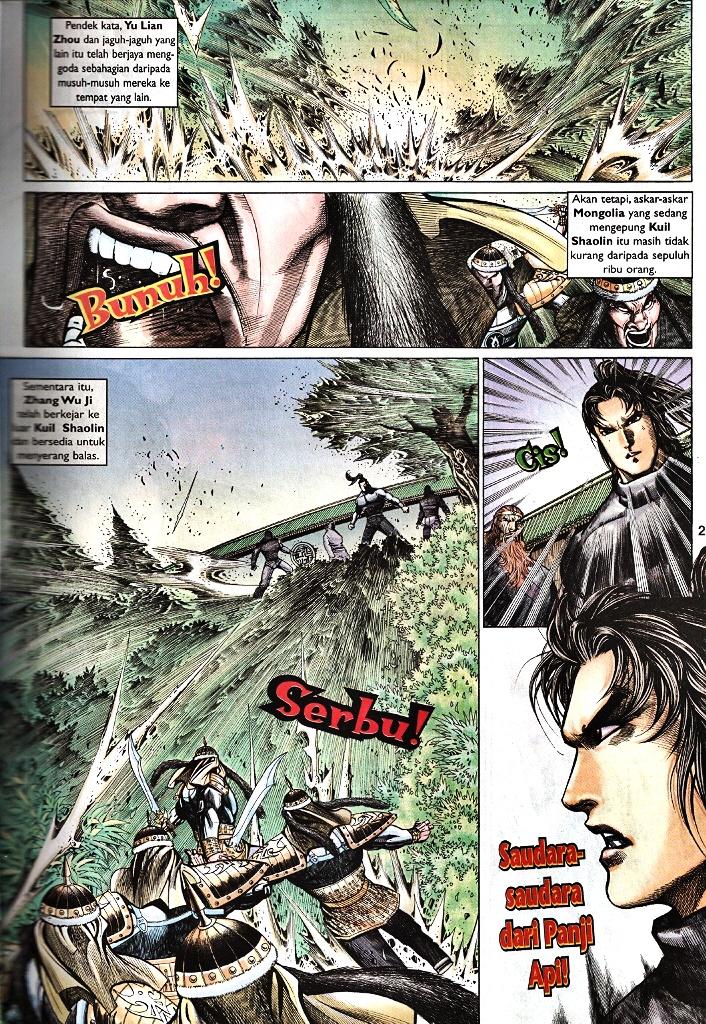 Pendek kata, Yu Lian
Zhou dan jaguh-jaguh yang
lain itu telah berjaya meng-
goda sebahagian daripada
musuh-musuh mereka ke
tempat yang lain.
Akan tetapi, askar-askar
Mongolia yang sedang
mengepung Kuil
Shaolin itu masih tidak
kurang daripada sepuluh
ribu orang.
Bunuh!
Sementara itu,
Zhang Wu Ji
telah berkejar ke
luar Kuil Shaolin
dan bersedia untuk
menyerang balas.
Cis!
2
Serbu!
Saudara-
saudara
dari Panji
Api!